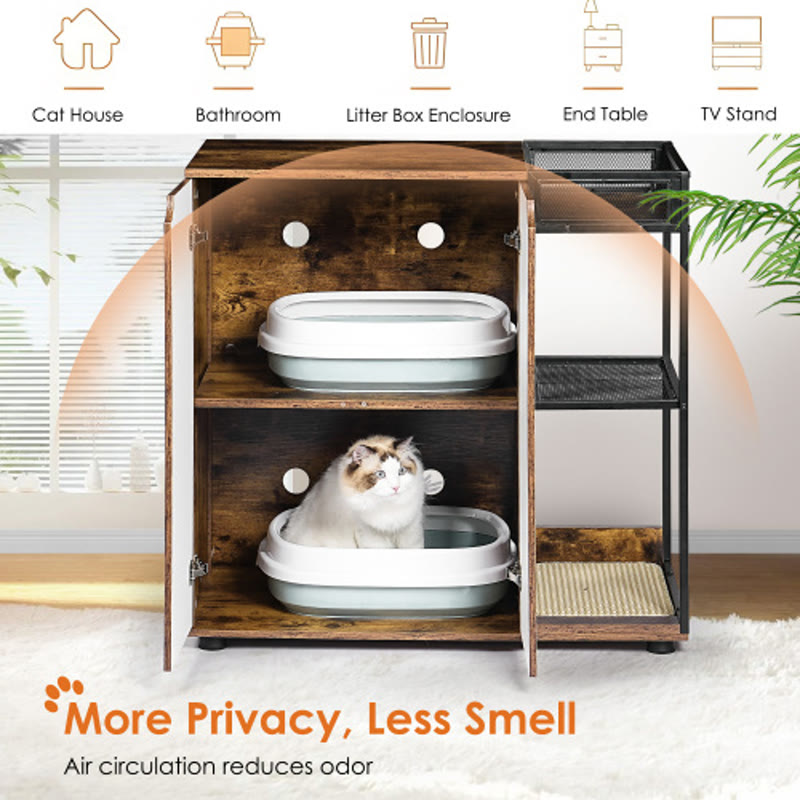 Cat House
Bathroom
Litter Box Enclosure
End Table
TV Stand
More Privacy, Less Smell
Air circulation reduces odor